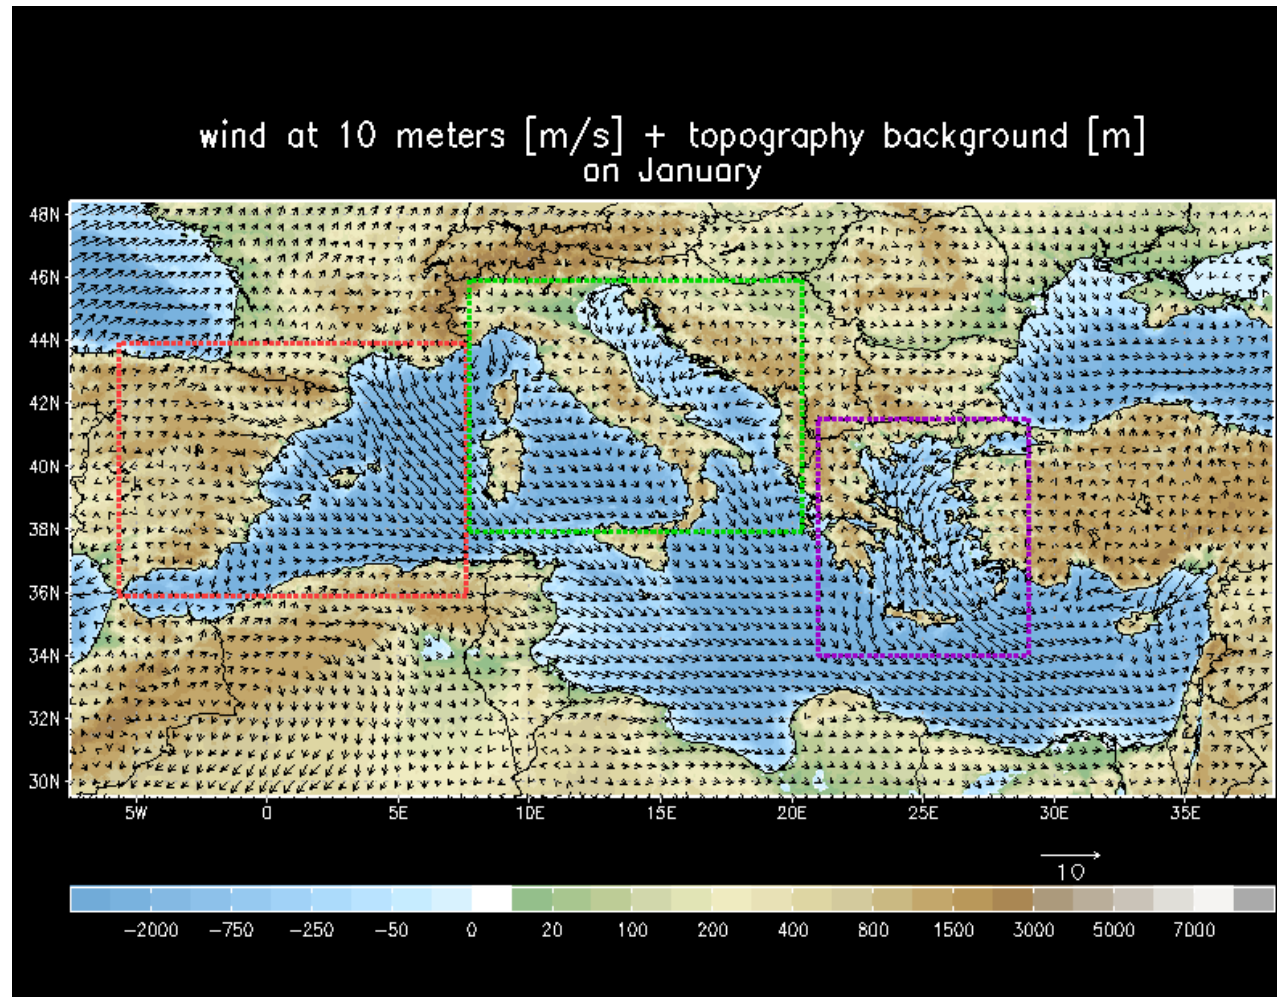 wind at 10 meters [m/s] + topography background [m]
on January
48N
46N
44N
42N
40N
38N
36N
34N
32N
30N
5W 0 5E 10E 15E 20E 25E 30E 35E
10
−2000 −750 −250 −50 0 20 100 200 400 800 1500 3000 5000 7000